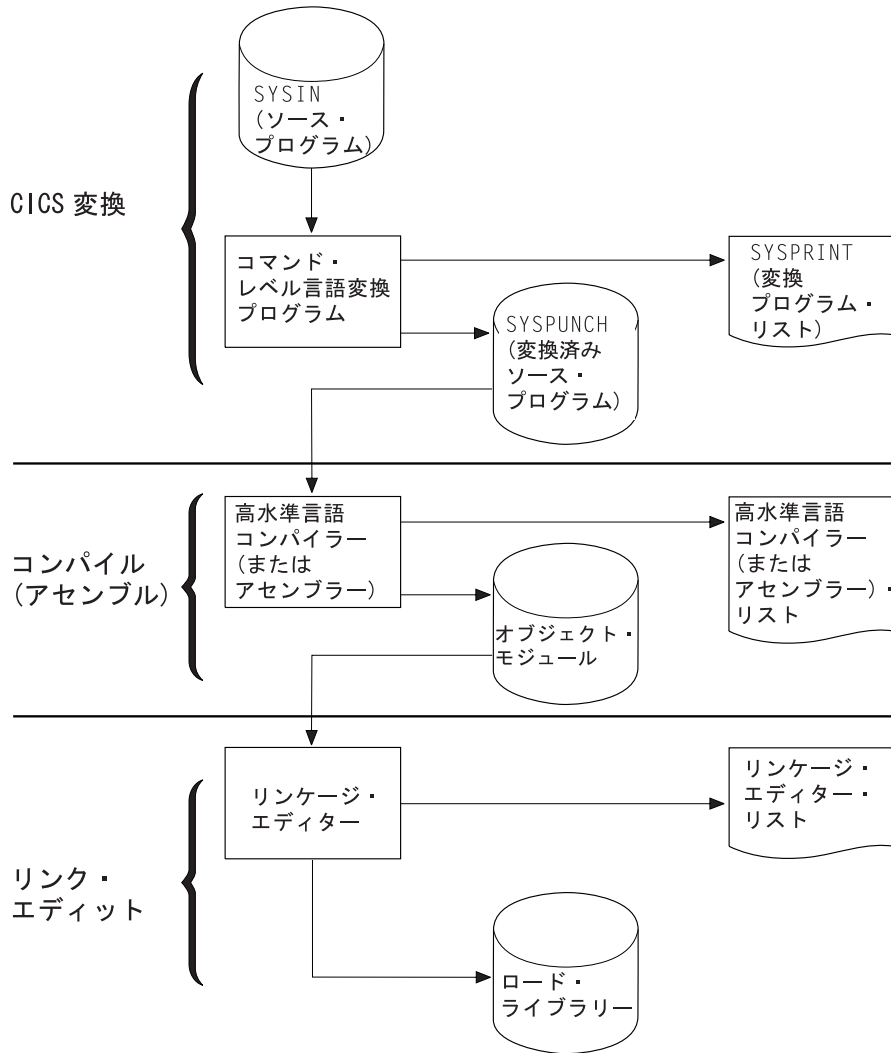 SYSIN
(ソース・
プログラム)
CICS 変換
コマンド・
レベル言語変換
プログラム
SYSPRINT
(変換
プログラム・
リスト)
SYSPUNCH
(変換済み
ソース・
プログラム)
コンパイル
(アセンブル)
高水準言語
コンパイラー
(または
アセンブラー)
高水準言語
コンパイラー
(または
アセンブラー)・
リスト
オブジェクト・
モジュール
リンク・
エディット
リンケージ・
エディター
リンケージ・
エディター・
リスト
ロード・
ライブラリー